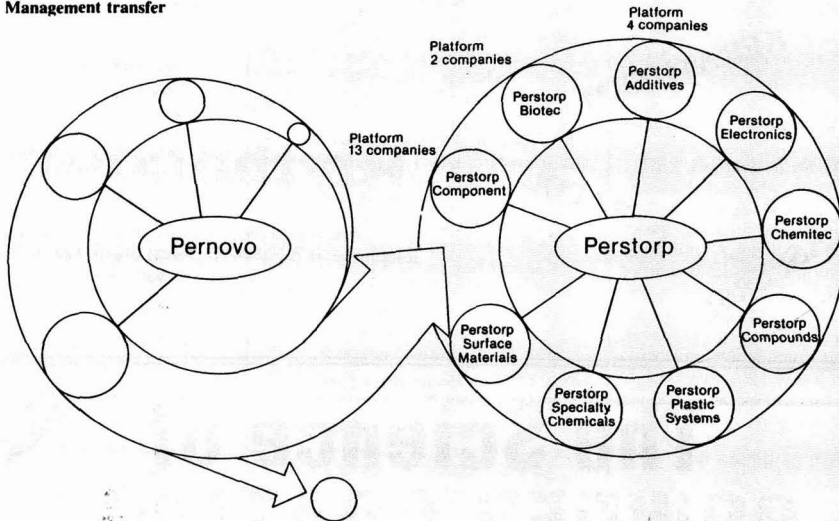 Management transfer
Platform
4 companies
Platform
2 companies
Platform
13 companies
Pernovo
Perstorp
Perstorp
Additives
Perstorp
Biotec
Perstorp
Electronics
Perstorp
Component
Perstorp
Chemitec
Perstorp
Surface
Materials
Perstorp
Compounds
Perstorp
Specialty
Chemicals
Perstorp
Plastic
Systems